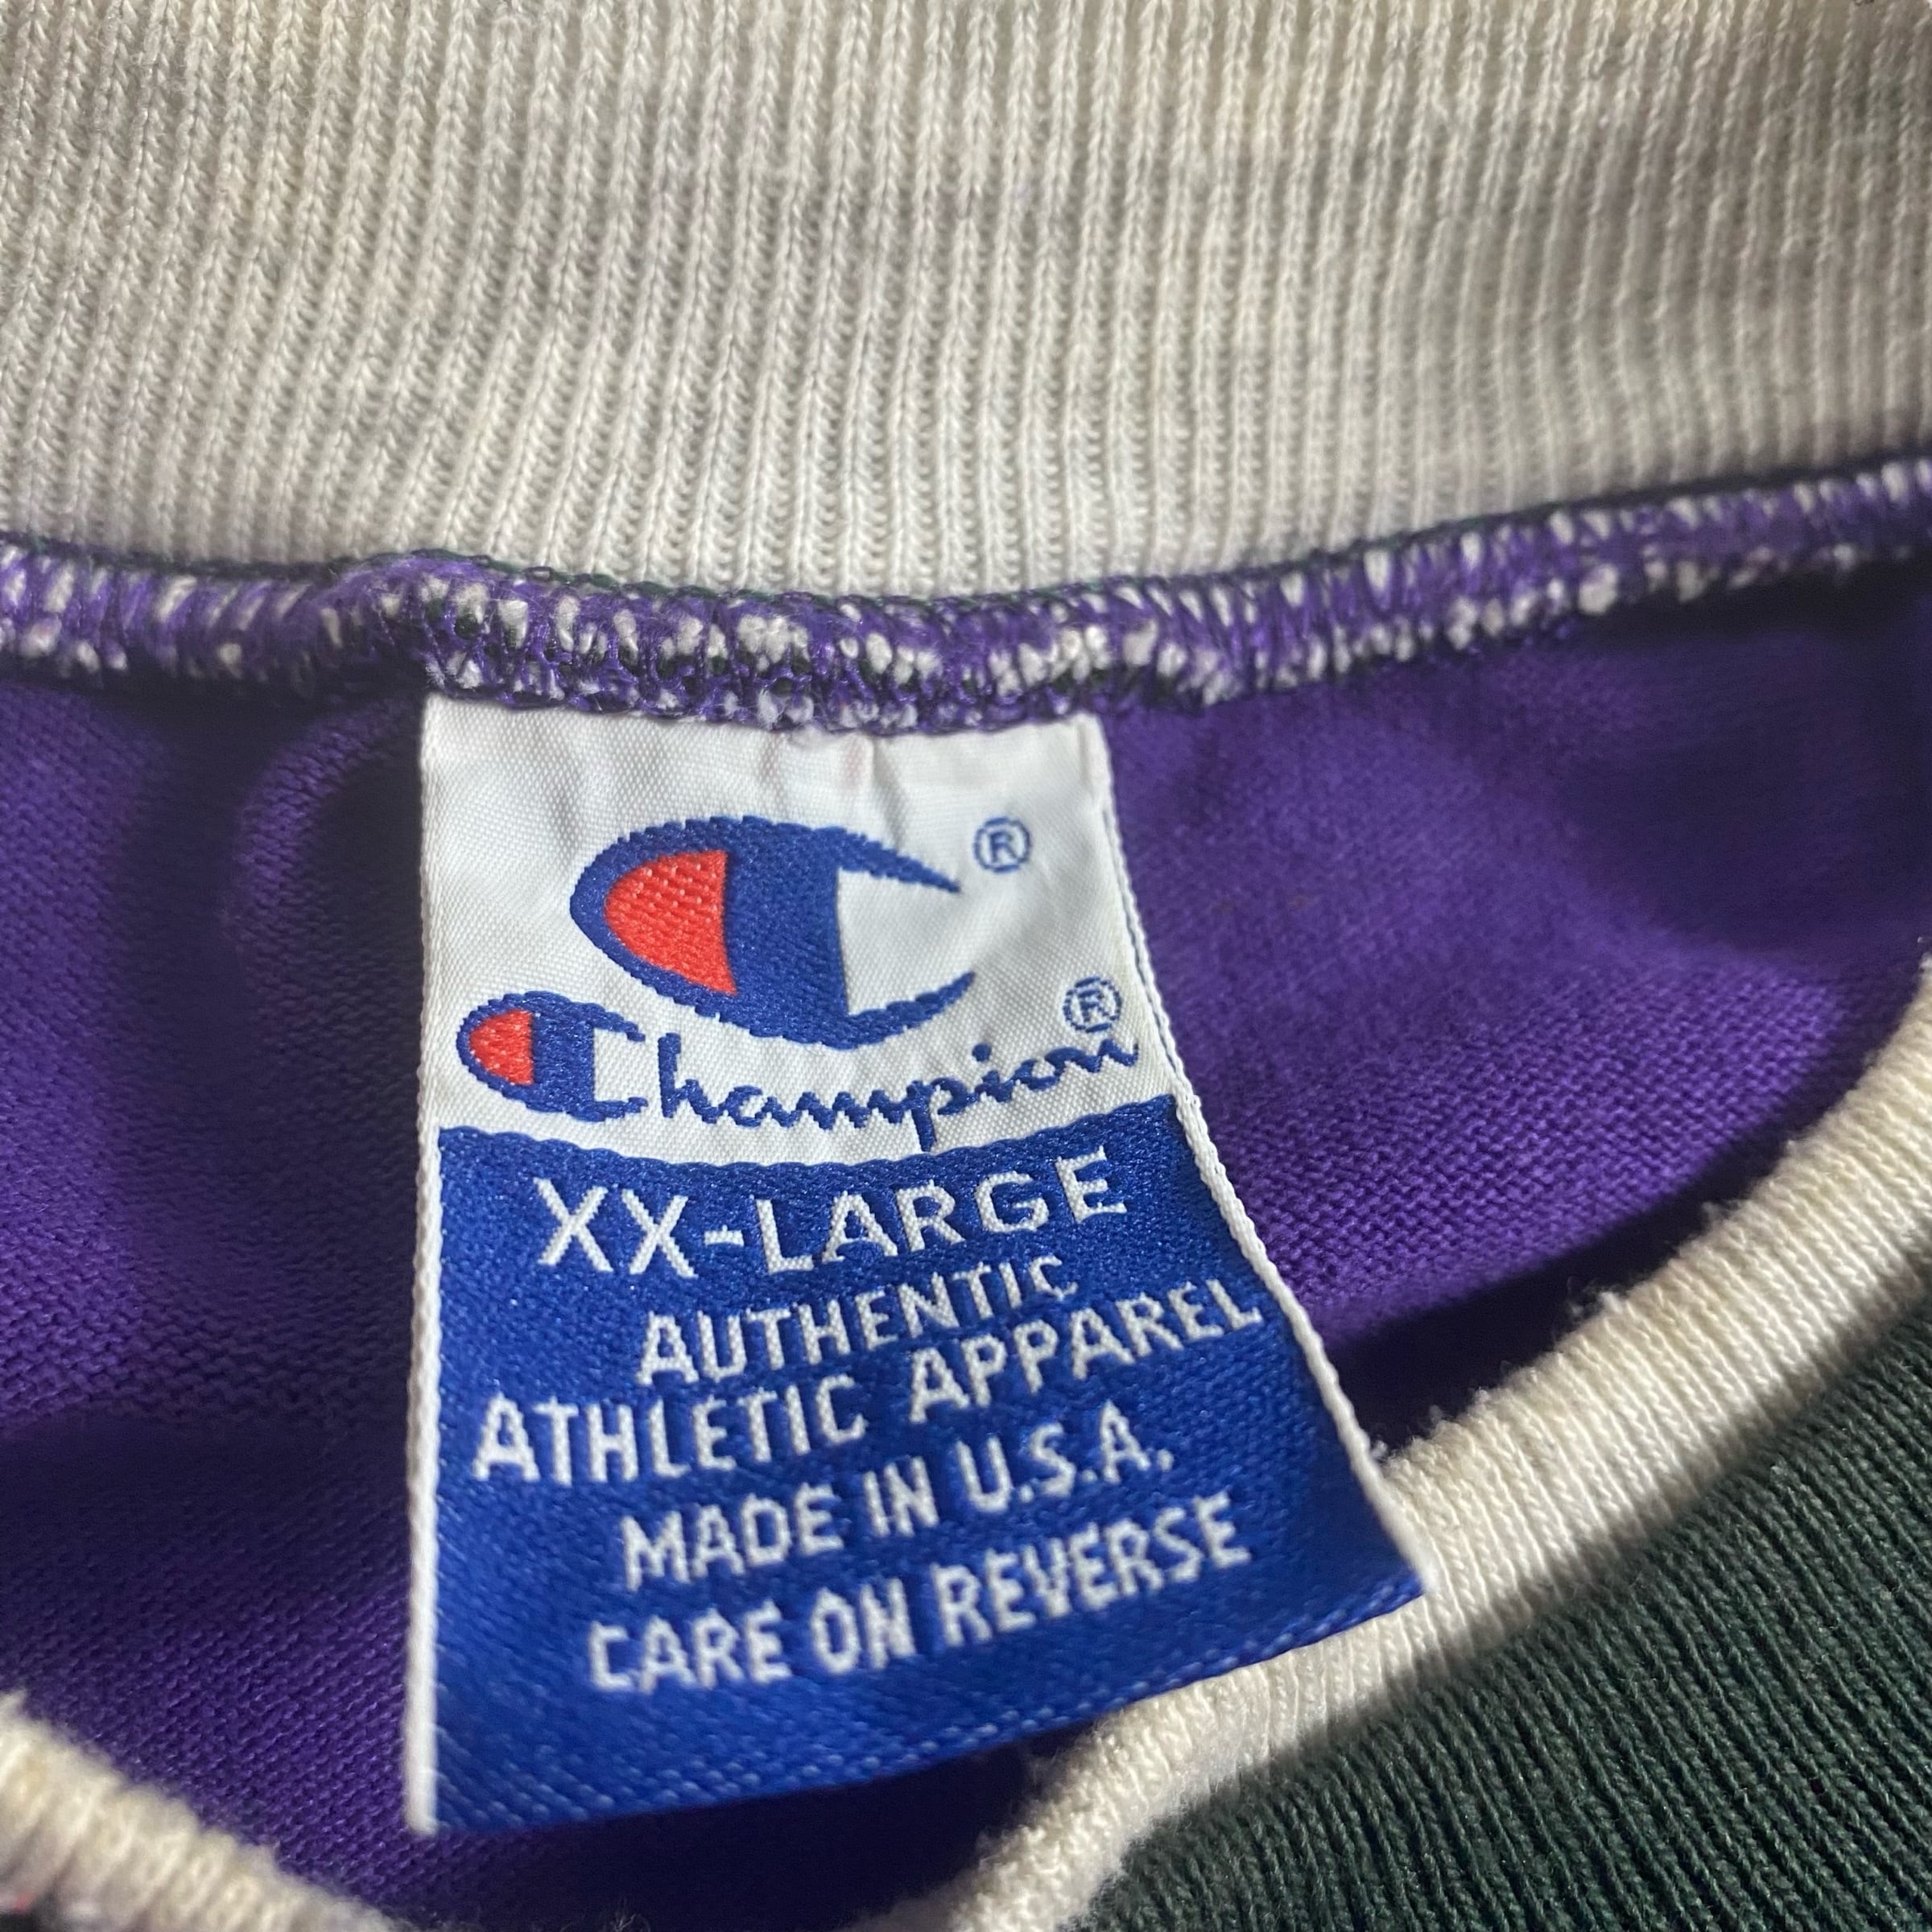 ®
Champion®
XX-LARGE
AUTHENTIC
ATHLETIC APPAREL
MADE IN U.S.A.
CARE ON REVERSE